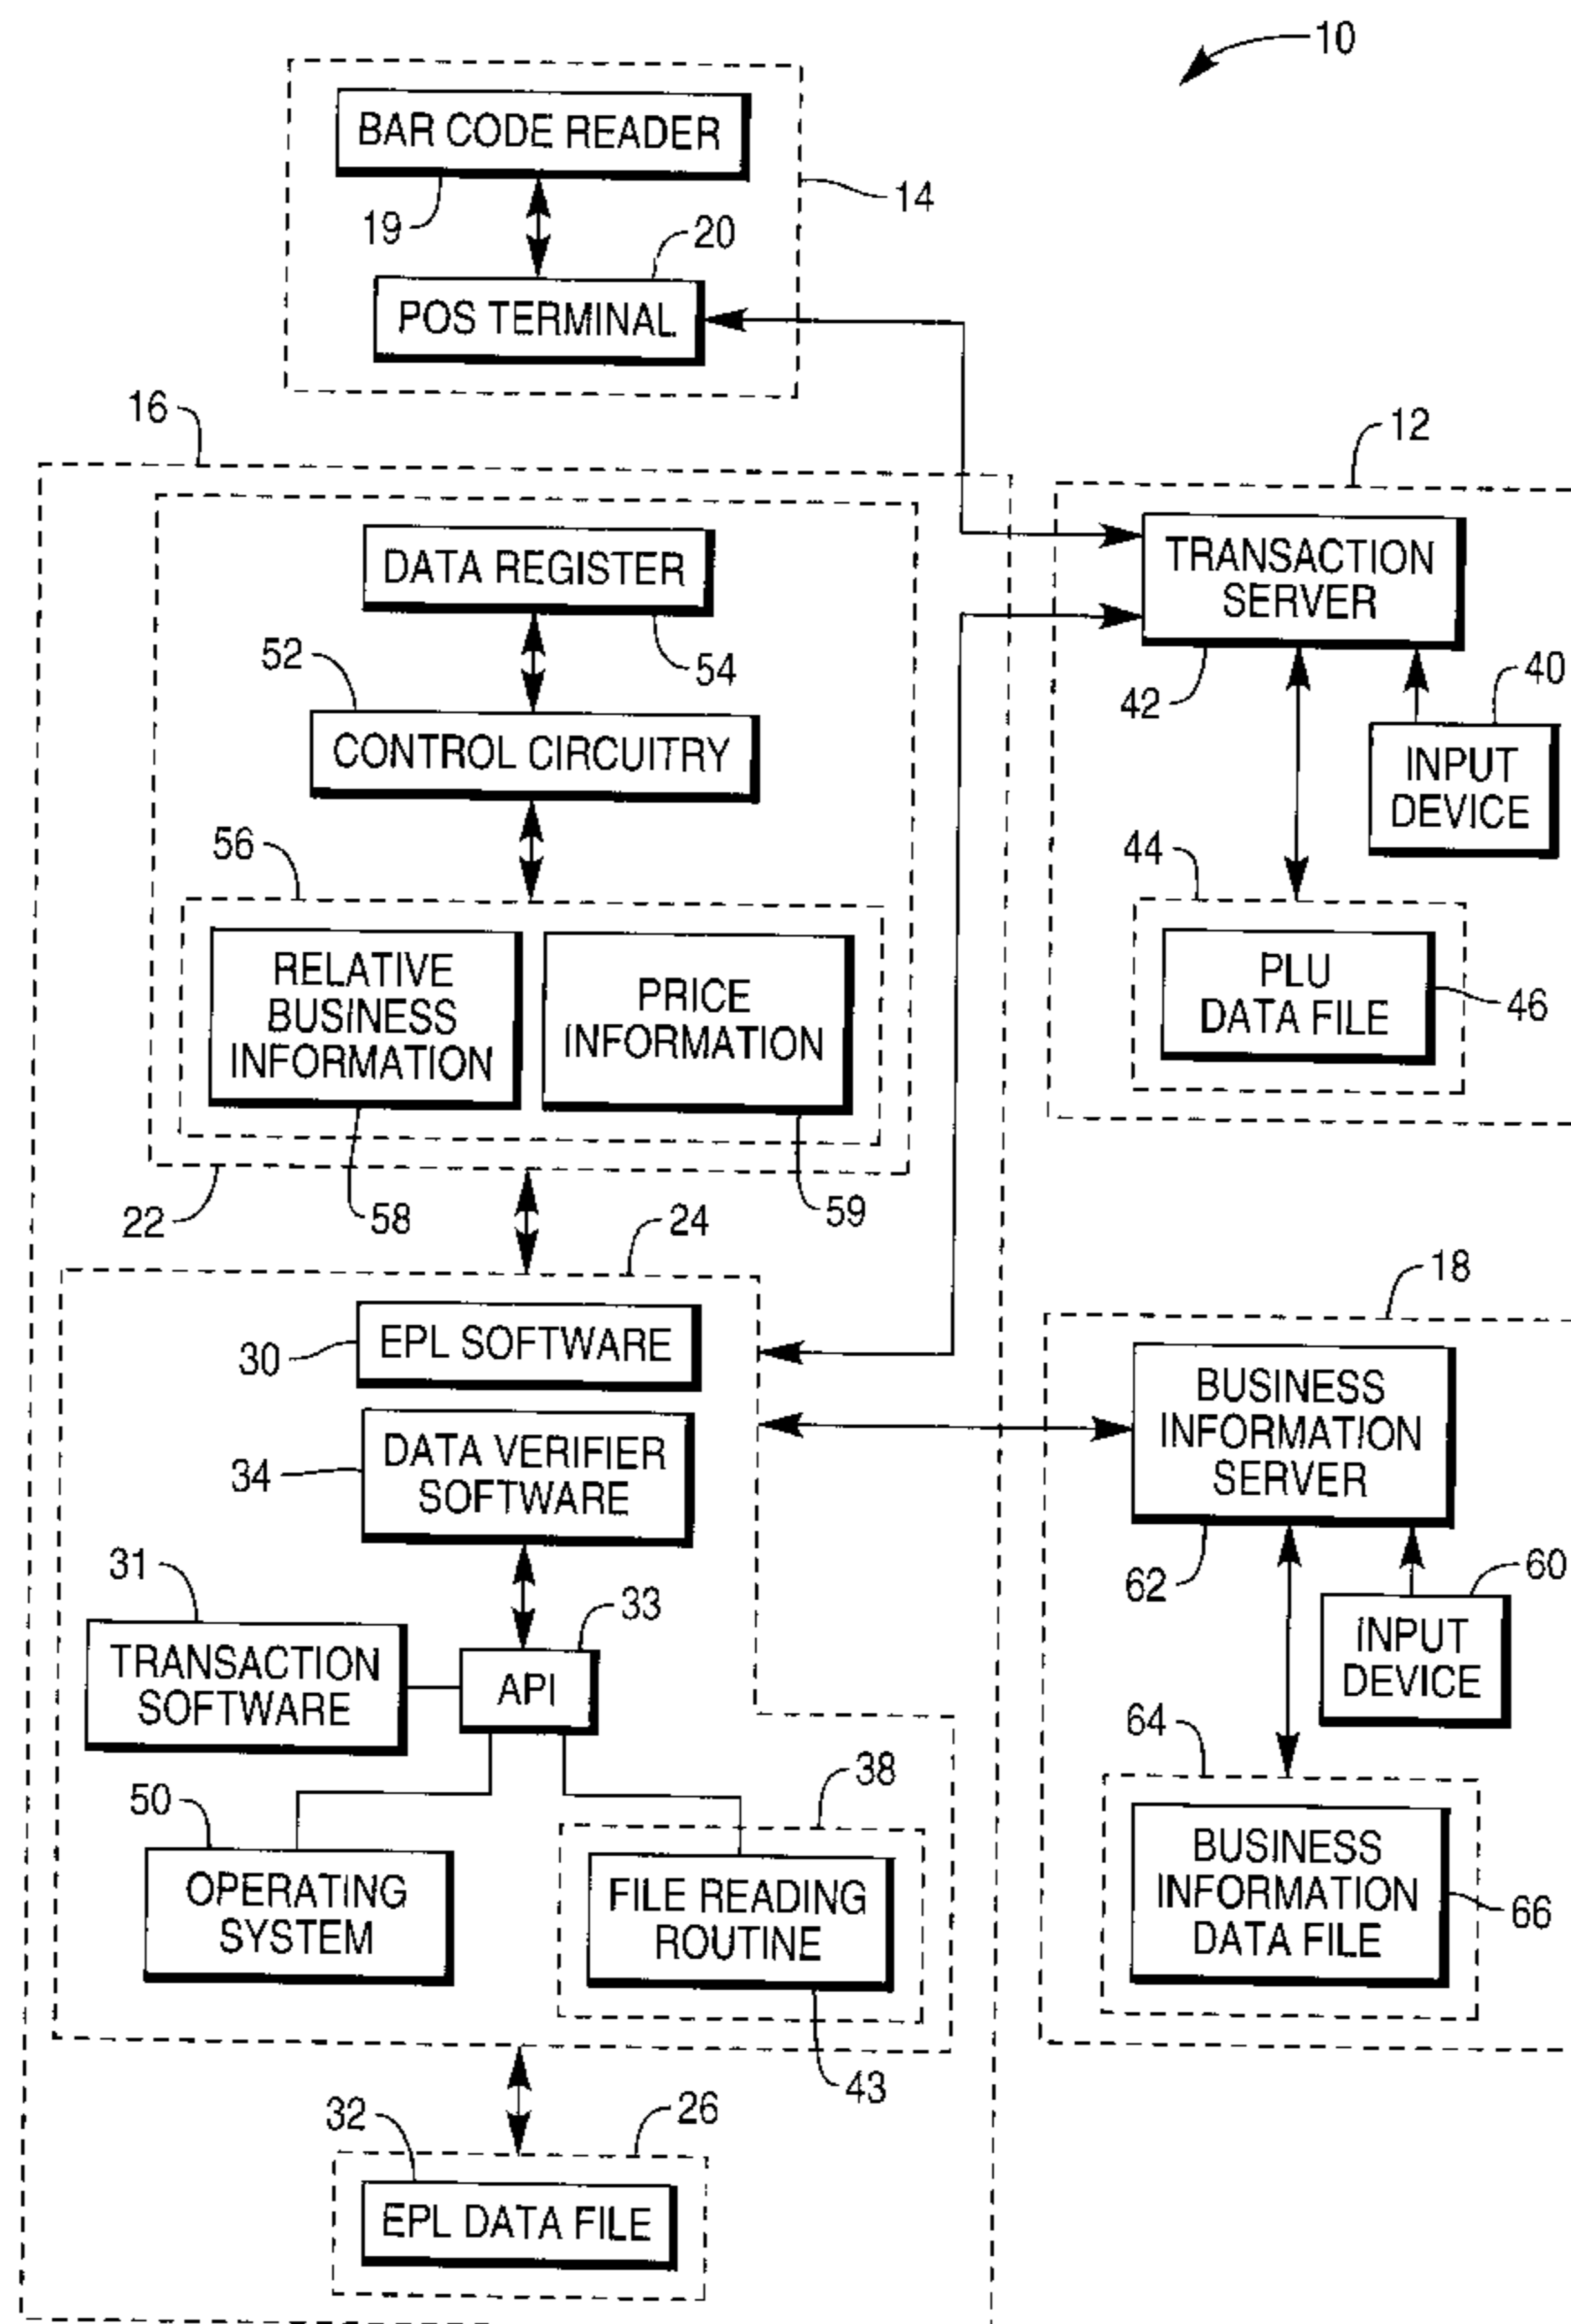 10
BAR CODE READER
14
19
20
POS TERMINAL
16
12
DATA REGISTER
TRANSACTION
SERVER
52
54
42
40
CONTROL CIRCUITRY
INPUT
DEVICE
56
44
RELATIVE
BUSINESS
INFORMATION
PRICE
INFORMATION
PLU
DATA FILE
46
22
58
59
24
18
EPL SOFTWARE
30
BUSINESS
INFORMATION
SERVER
DATA VERIFIER
SOFTWARE
34
31
33
62
60
TRANSACTION
SOFTWARE
API
INPUT
DEVICE
64
50
38
OPERATING
SYSTEM
FILE READING
ROUTINE
BUSINESS
INFORMATION
DATA FILE
66
43
32
26
EPL DATA FILE